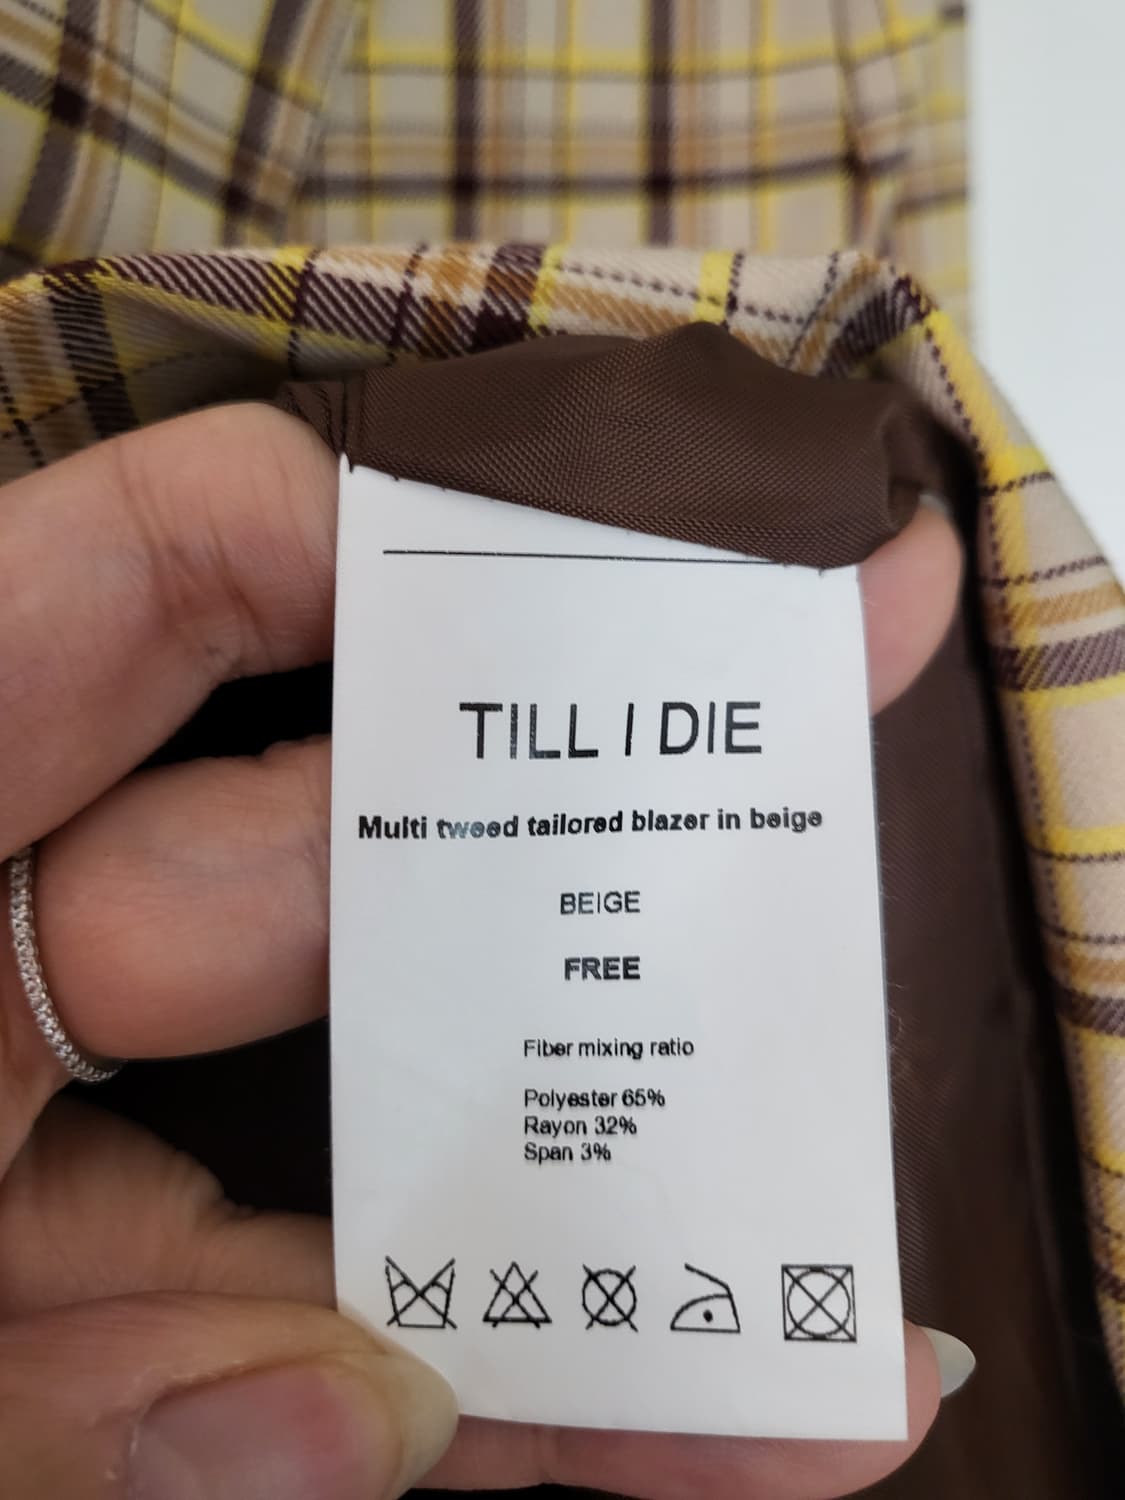 TILL I DIE
Multi tweed tailored blazer in beige
BEIGE
FREE
Fiber mixing ratio
Polyester 65%
Rayon 32%
Span 3%